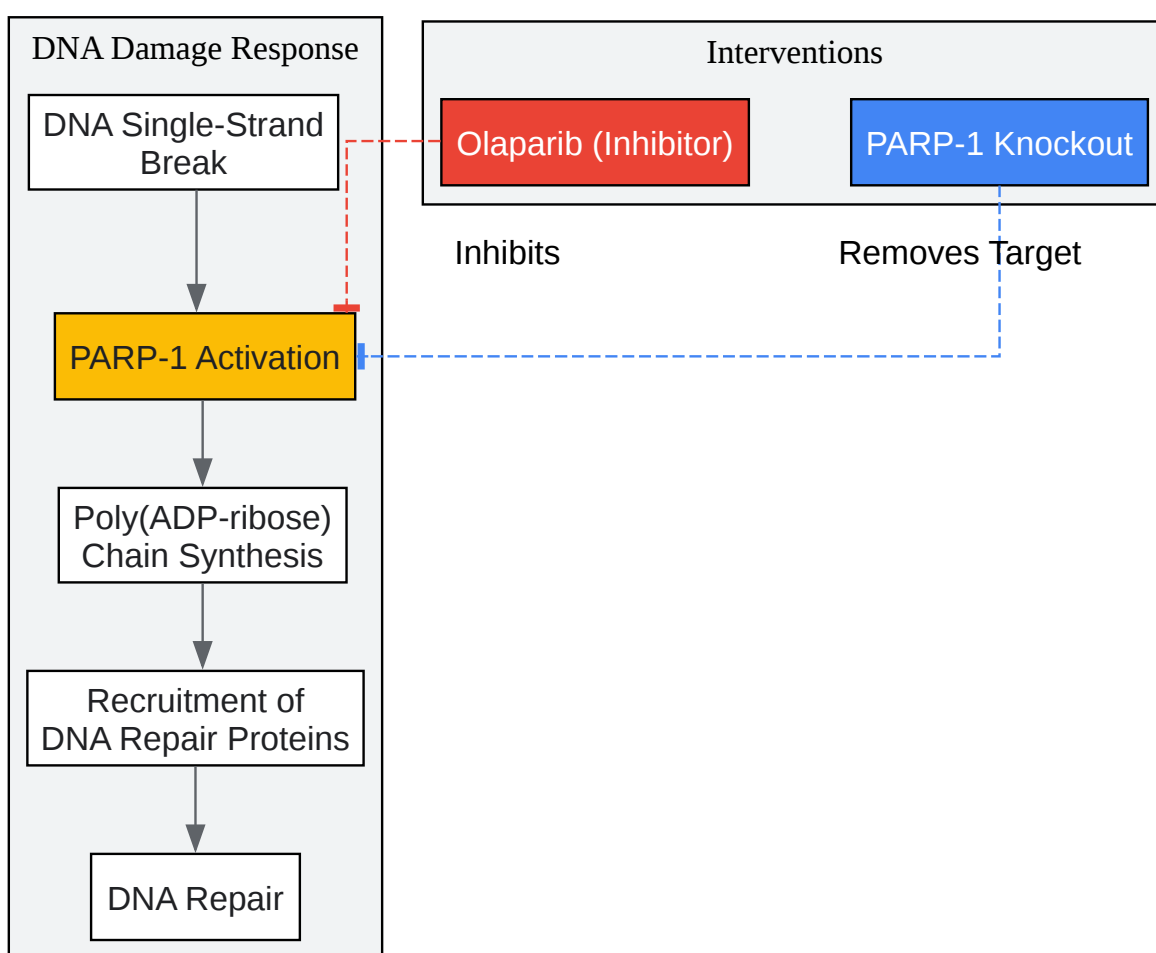 DNA Damage Response
DNA Single-Strand
Break
PARP-1 Activation
Poly(ADP-ribose)
Chain Synthesis
Recruitment of
DNA Repair Proteins
DNA Repair
Interventions
Olaparib (Inhibitor)
PARP-1 Knockout
Inhibits
Removes Target